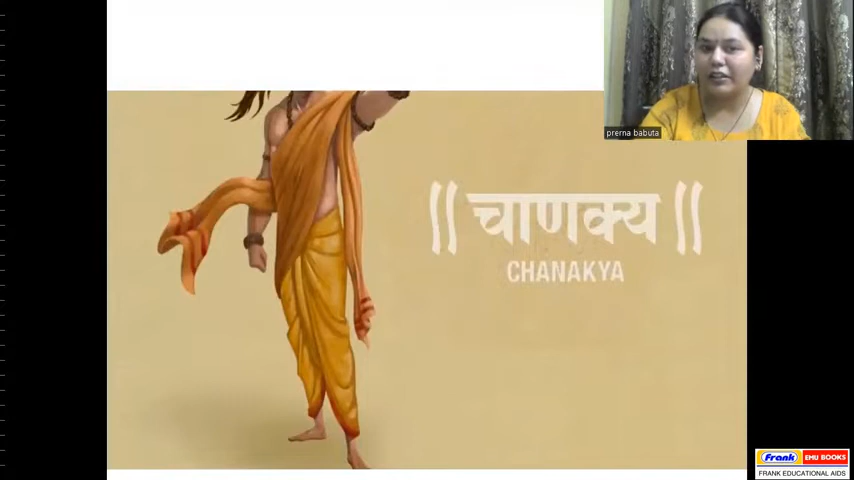 prerna babuta
|| चाणक्य ||
CHANAKYA
Frank EMU BOOKS
FRANK EDUCATIONAL AIDS